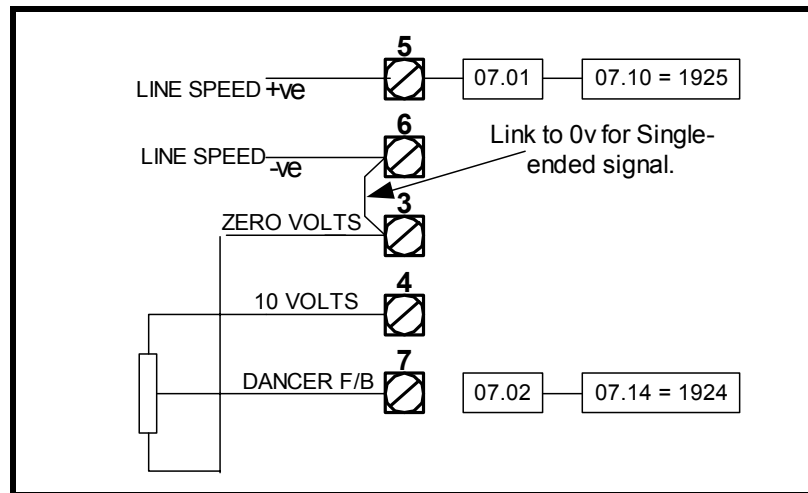 5
LINE SPEED +ve
07.01
07.10 = 1925
6
LINE SPEED -ve
Link to 0v for Single-
ended signal.
3
ZERO VOLTS
4
10 VOLTS
7
DANCER F/B
07.02
07.14 = 1924